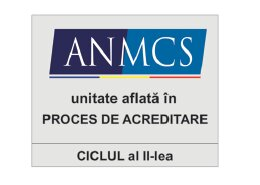 ANMCS
unitate aflată în
PROCES DE ACREDITARE
CICLUL al II-lea